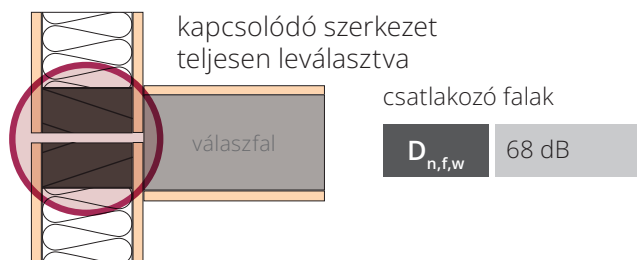 kapcsolódó szerkezet
teljesen leválasztva
csatlakozó falak
válaszfal
Dn,f,w 68 dB